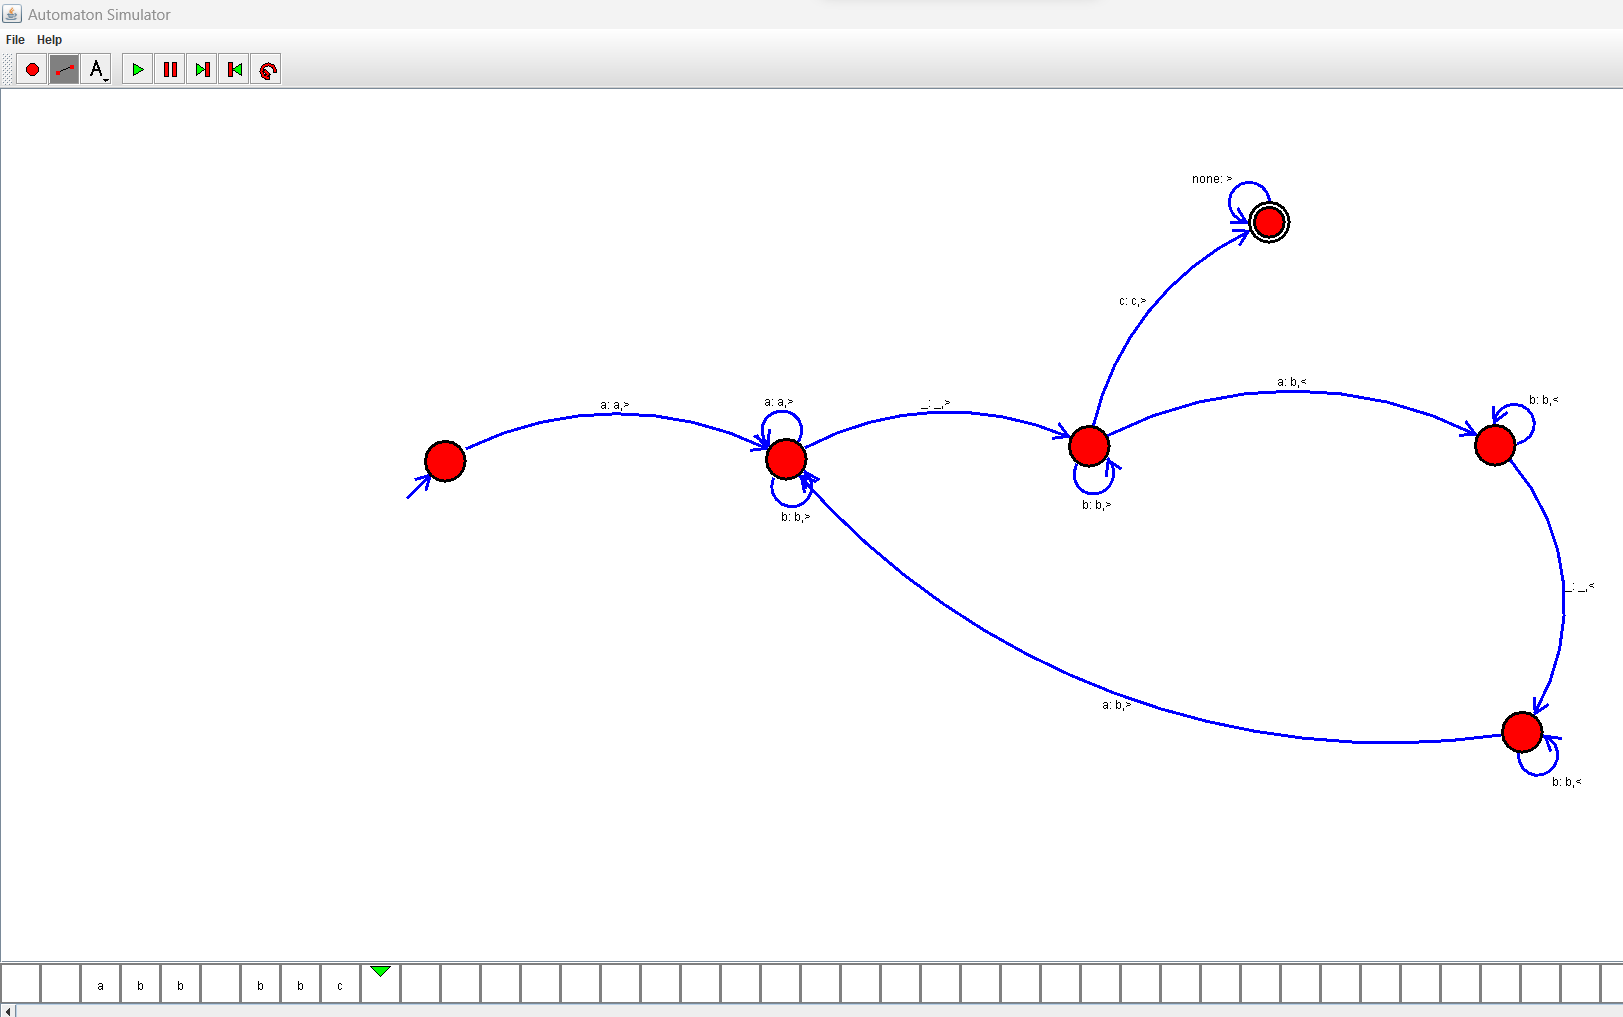 Automaton Simulator
File Help
A
none: >
c: c,>
a: b,<
b: b,<
a: a,>
a: a,>
_: _,>
b: b,>
b: b,>
_: _,<
a: b,>
b: b,<
a b b b b c